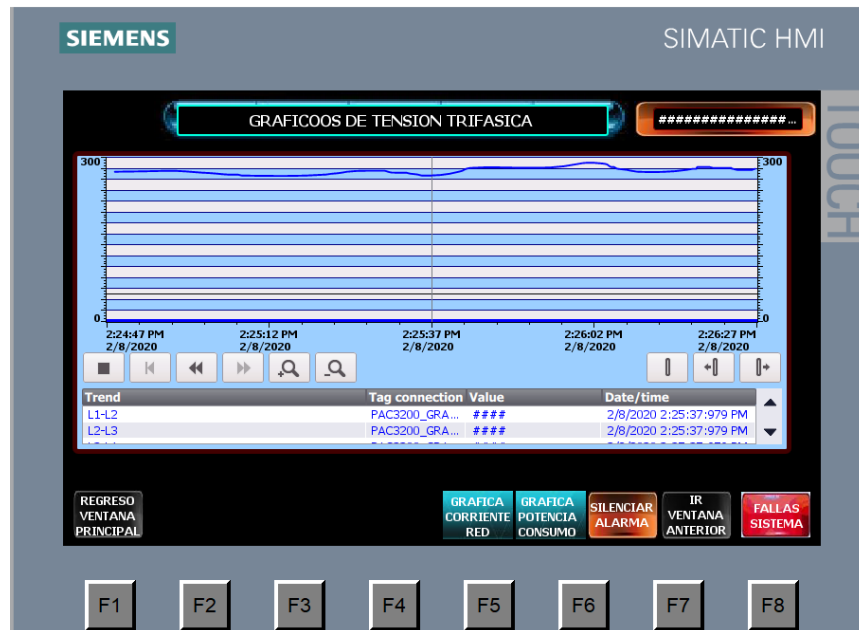 SIEMENS
SIMATIC HMI
TOUCH
GRAFICOOS DE TENSION TRIFASICA
###############...
300
300
0
0
2:24:47 PM
2/8/2020
2:25:12 PM
2/8/2020
2:25:37 PM
2/8/2020
2:26:02 PM
2/8/2020
2:26:27 PM
2/8/2020
Trend Tag connection Value Date/time
L1-L2 PAC3200_GRA... #### 2/8/2020 2:25:37:979 PM
L2-L3 PAC3200_GRA... #### 2/8/2020 2:25:37:979 PM
REGRESO
VENTANA
PRINCIPAL
GRAFICA
CORRIENTE
RED
GRAFICA
POTENCIA
CONSUMO
SILENCIAR
ALARMA
IR
VENTANA
ANTERIOR
FALLAS
SISTEMA
F1 F2 F3 F4 F5 F6 F7 F8